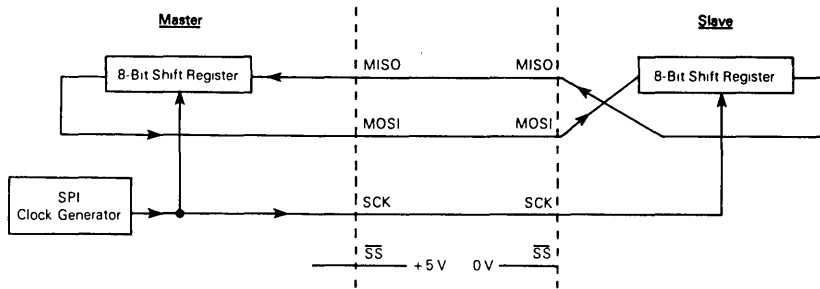 Master
Slave
8-Bit Shift Register
MISO
MISO
8-Bit Shift Register
MOSI
MOSI
SPI
Clock Generator
SCK
SCK
SS
+5 V
0 V
SS